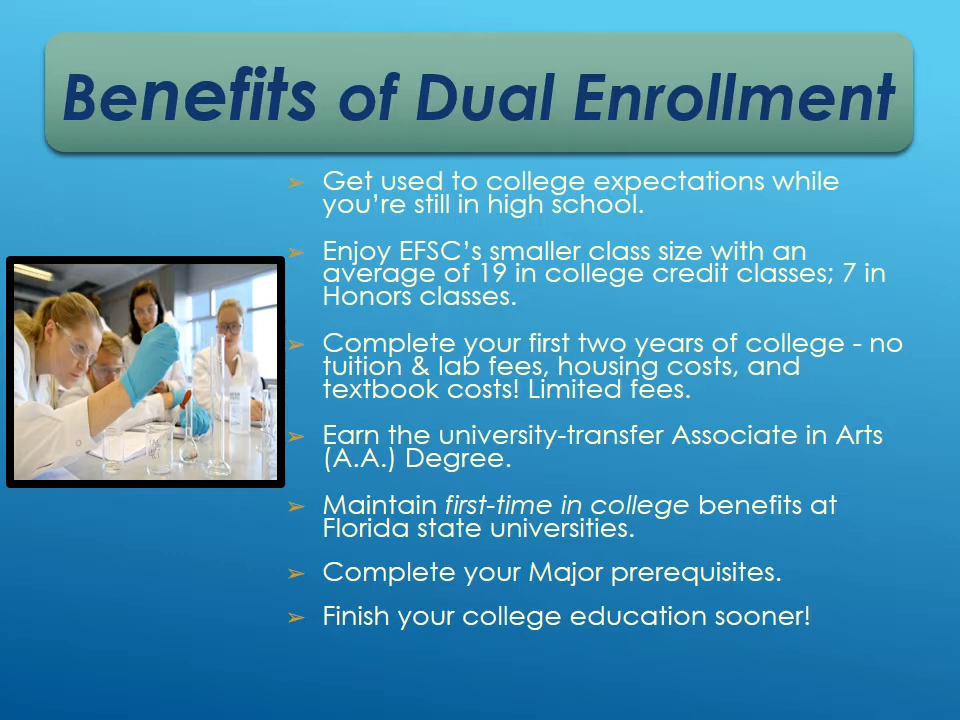 Benefits of Dual Enrollment
➢ Get used to college expectations while
you’re still in high school.
➢ Enjoy EFSC’s smaller class size with an
average of 19 in college credit classes; 7 in
Honors classes.
➢ Complete your first two years of college - no
tuition & lab fees, housing costs, and
textbook costs! Limited fees.
➢ Earn the university-transfer Associate in Arts
(A.A.) Degree.
➢ Maintain first-time in college benefits at
Florida state universities.
➢ Complete your Major prerequisites.
➢ Finish your college education sooner!